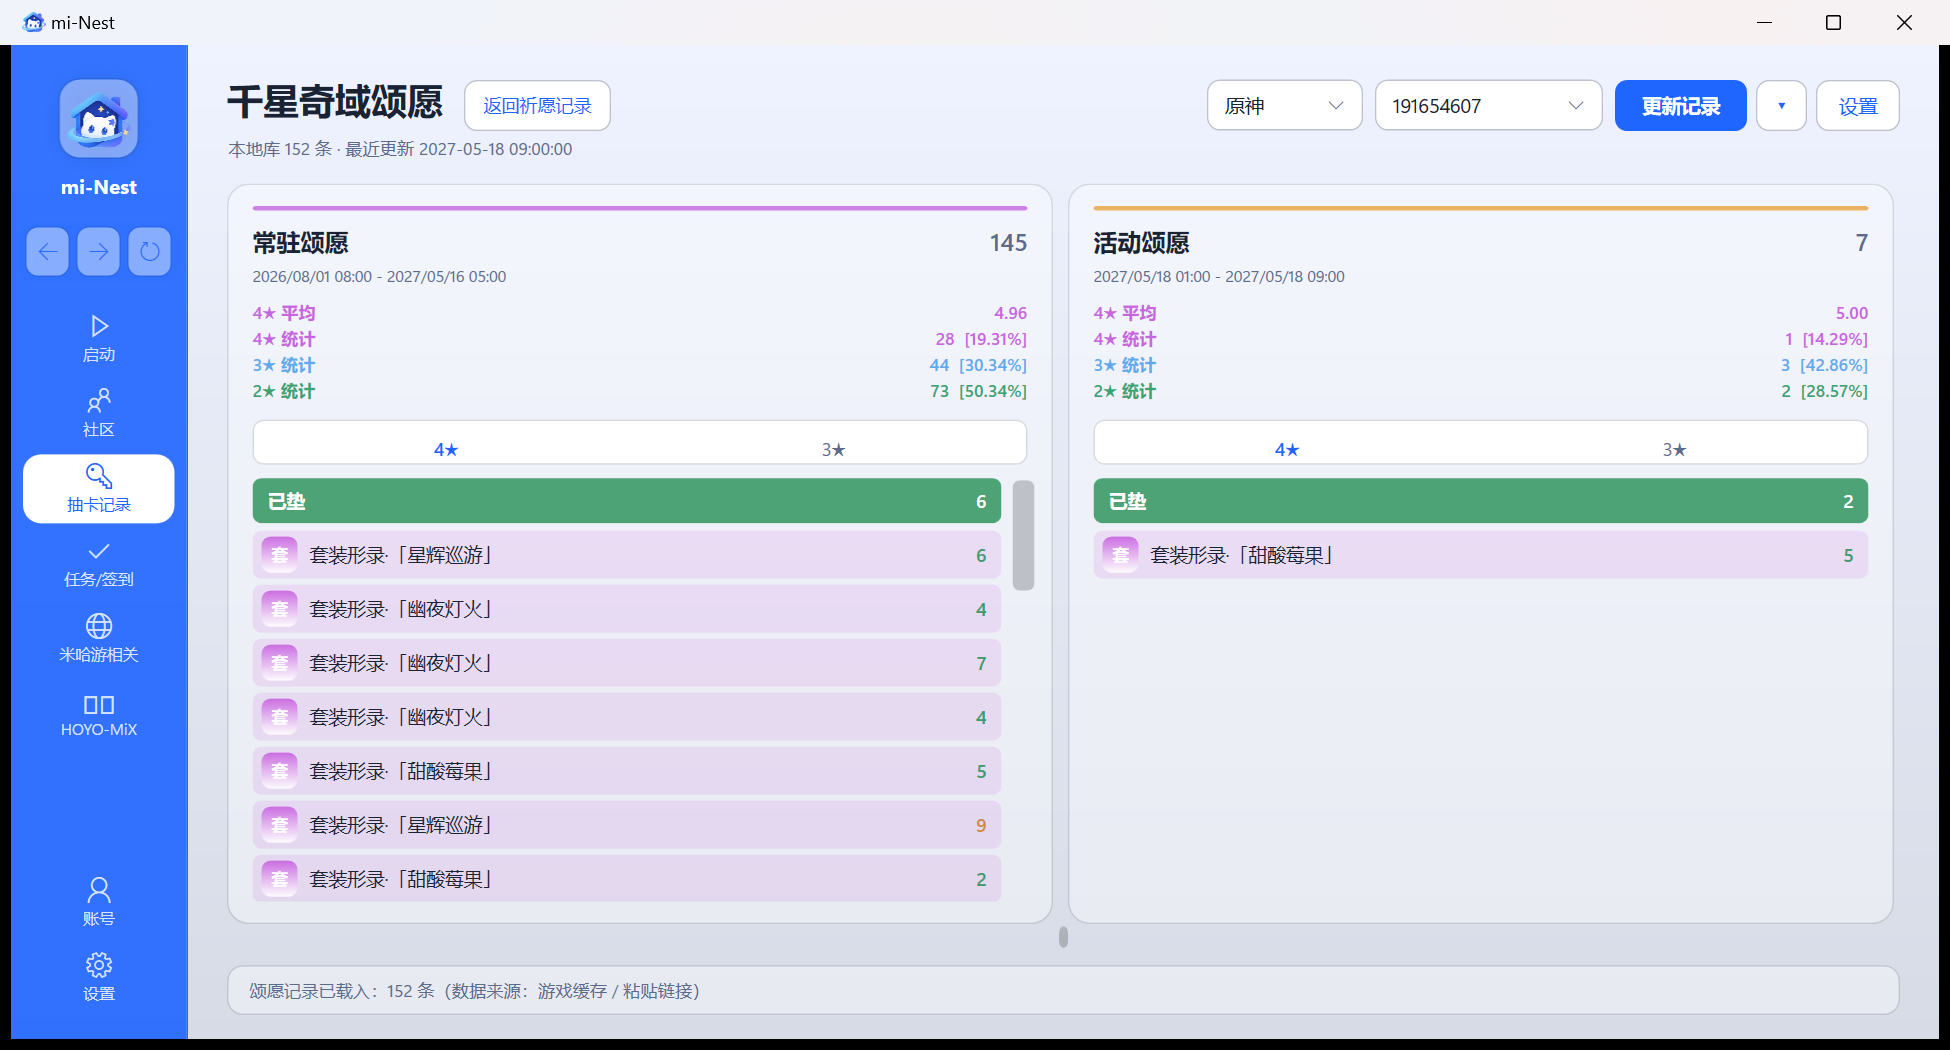 mi-Nest
mi-Nest
启动
社区
抽卡记录
任务/签到
米哈游相关
HOYO-MiX
账号
设置
千星奇域颂愿
返回祈愿记录
原神
191654607
更新记录
设置
本地库 152 条 · 最近更新 2027-05-18 09:00:00
常驻颂愿 145
2026/08/01 08:00 - 2027/05/16 05:00
4★ 平均 4.96
4★ 统计 28 [19.31%]
3★ 统计 44 [30.34%]
2★ 统计 73 [50.34%]
4★ 3★
已垫 6
套 套装形录·「星辉巡游」 6
套 套装形录·「幽夜灯火」 4
套 套装形录·「幽夜灯火」 7
套 套装形录·「幽夜灯火」 4
套 套装形录·「甜酸莓果」 5
套 套装形录·「星辉巡游」 9
套 套装形录·「甜酸莓果」 2
活动颂愿 7
2027/05/18 01:00 - 2027/05/18 09:00
4★ 平均 5.00
4★ 统计 1 [14.29%]
3★ 统计 3 [42.86%]
2★ 统计 2 [28.57%]
4★ 3★
已垫 2
套 套装形录·「甜酸莓果」 5
颂愿记录已载入：152 条（数据来源：游戏缓存 / 粘贴链接）